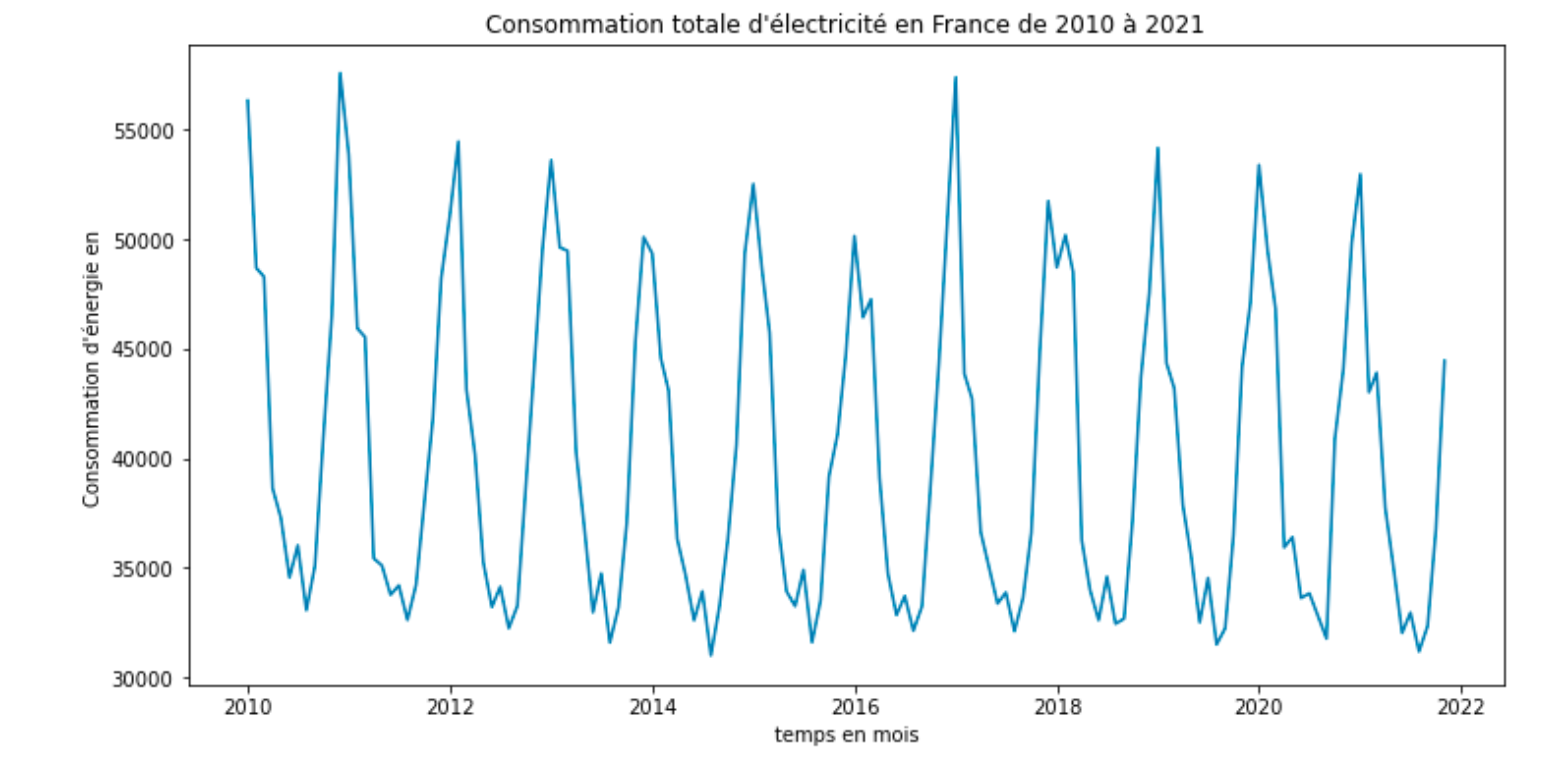 Consommation totale d'électricité en France de 2010 à 2021
Consommation d'énergie en
55000
50000
45000
40000
35000
30000
2010 2012 2014 2016 2018 2020 2022
temps en mois